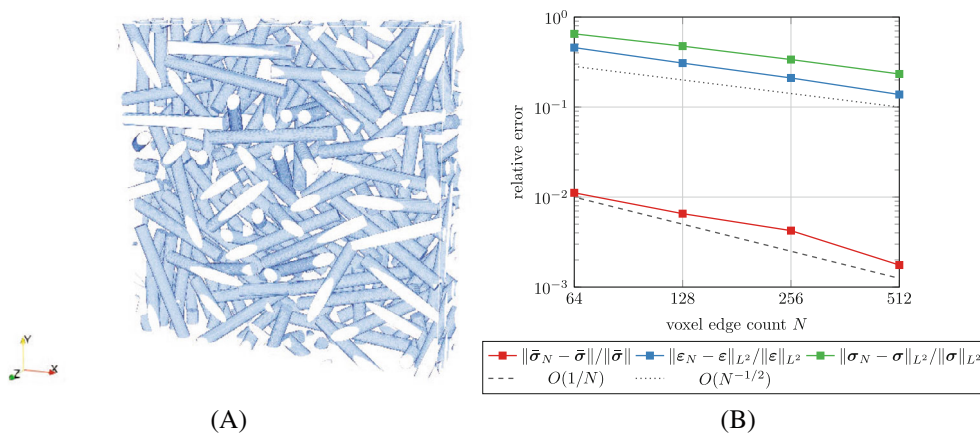 Y
X
Z
(A)
10^0
10^{-1}
10^{-2}
10^{-3}
relative error
64 128 256 512
voxel edge count N
‖σ̄_N − σ̄‖/‖σ̄‖ ‖ε_N − ε‖_{L²}/‖ε‖_{L²} ‖σ_N − σ‖_{L²}/‖σ‖_{L²}
O(1/N) O(N^{-1/2})
(B)